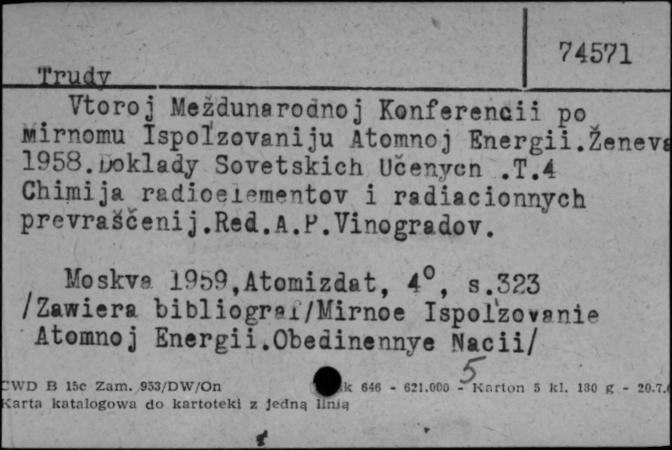 74571
Trudy
Vtoroj Meždunarodnoj Konferencii po
Mirnomu Ispolzovaniju Atomnoj Energii.Ženeva
1958.Doklady Sovetskich Učenych .T.4
Chimija radioelementov i radiacionnych
prevraščenij.Red.A.P.Vinogradov.
Moskva 1959,Atomizdat, 4°, s.323
/Zawiera bibliograf/Mirnoe Ispolzovanie
Atomnoj Energii.Obedinennye Nacii/
5
CWD B 15c Zam. 953/DW/On 646 - 621.000 - Karton 5 kl. 180 g - 20.7.
Karta katalogowa do kartoteki z jedną linią